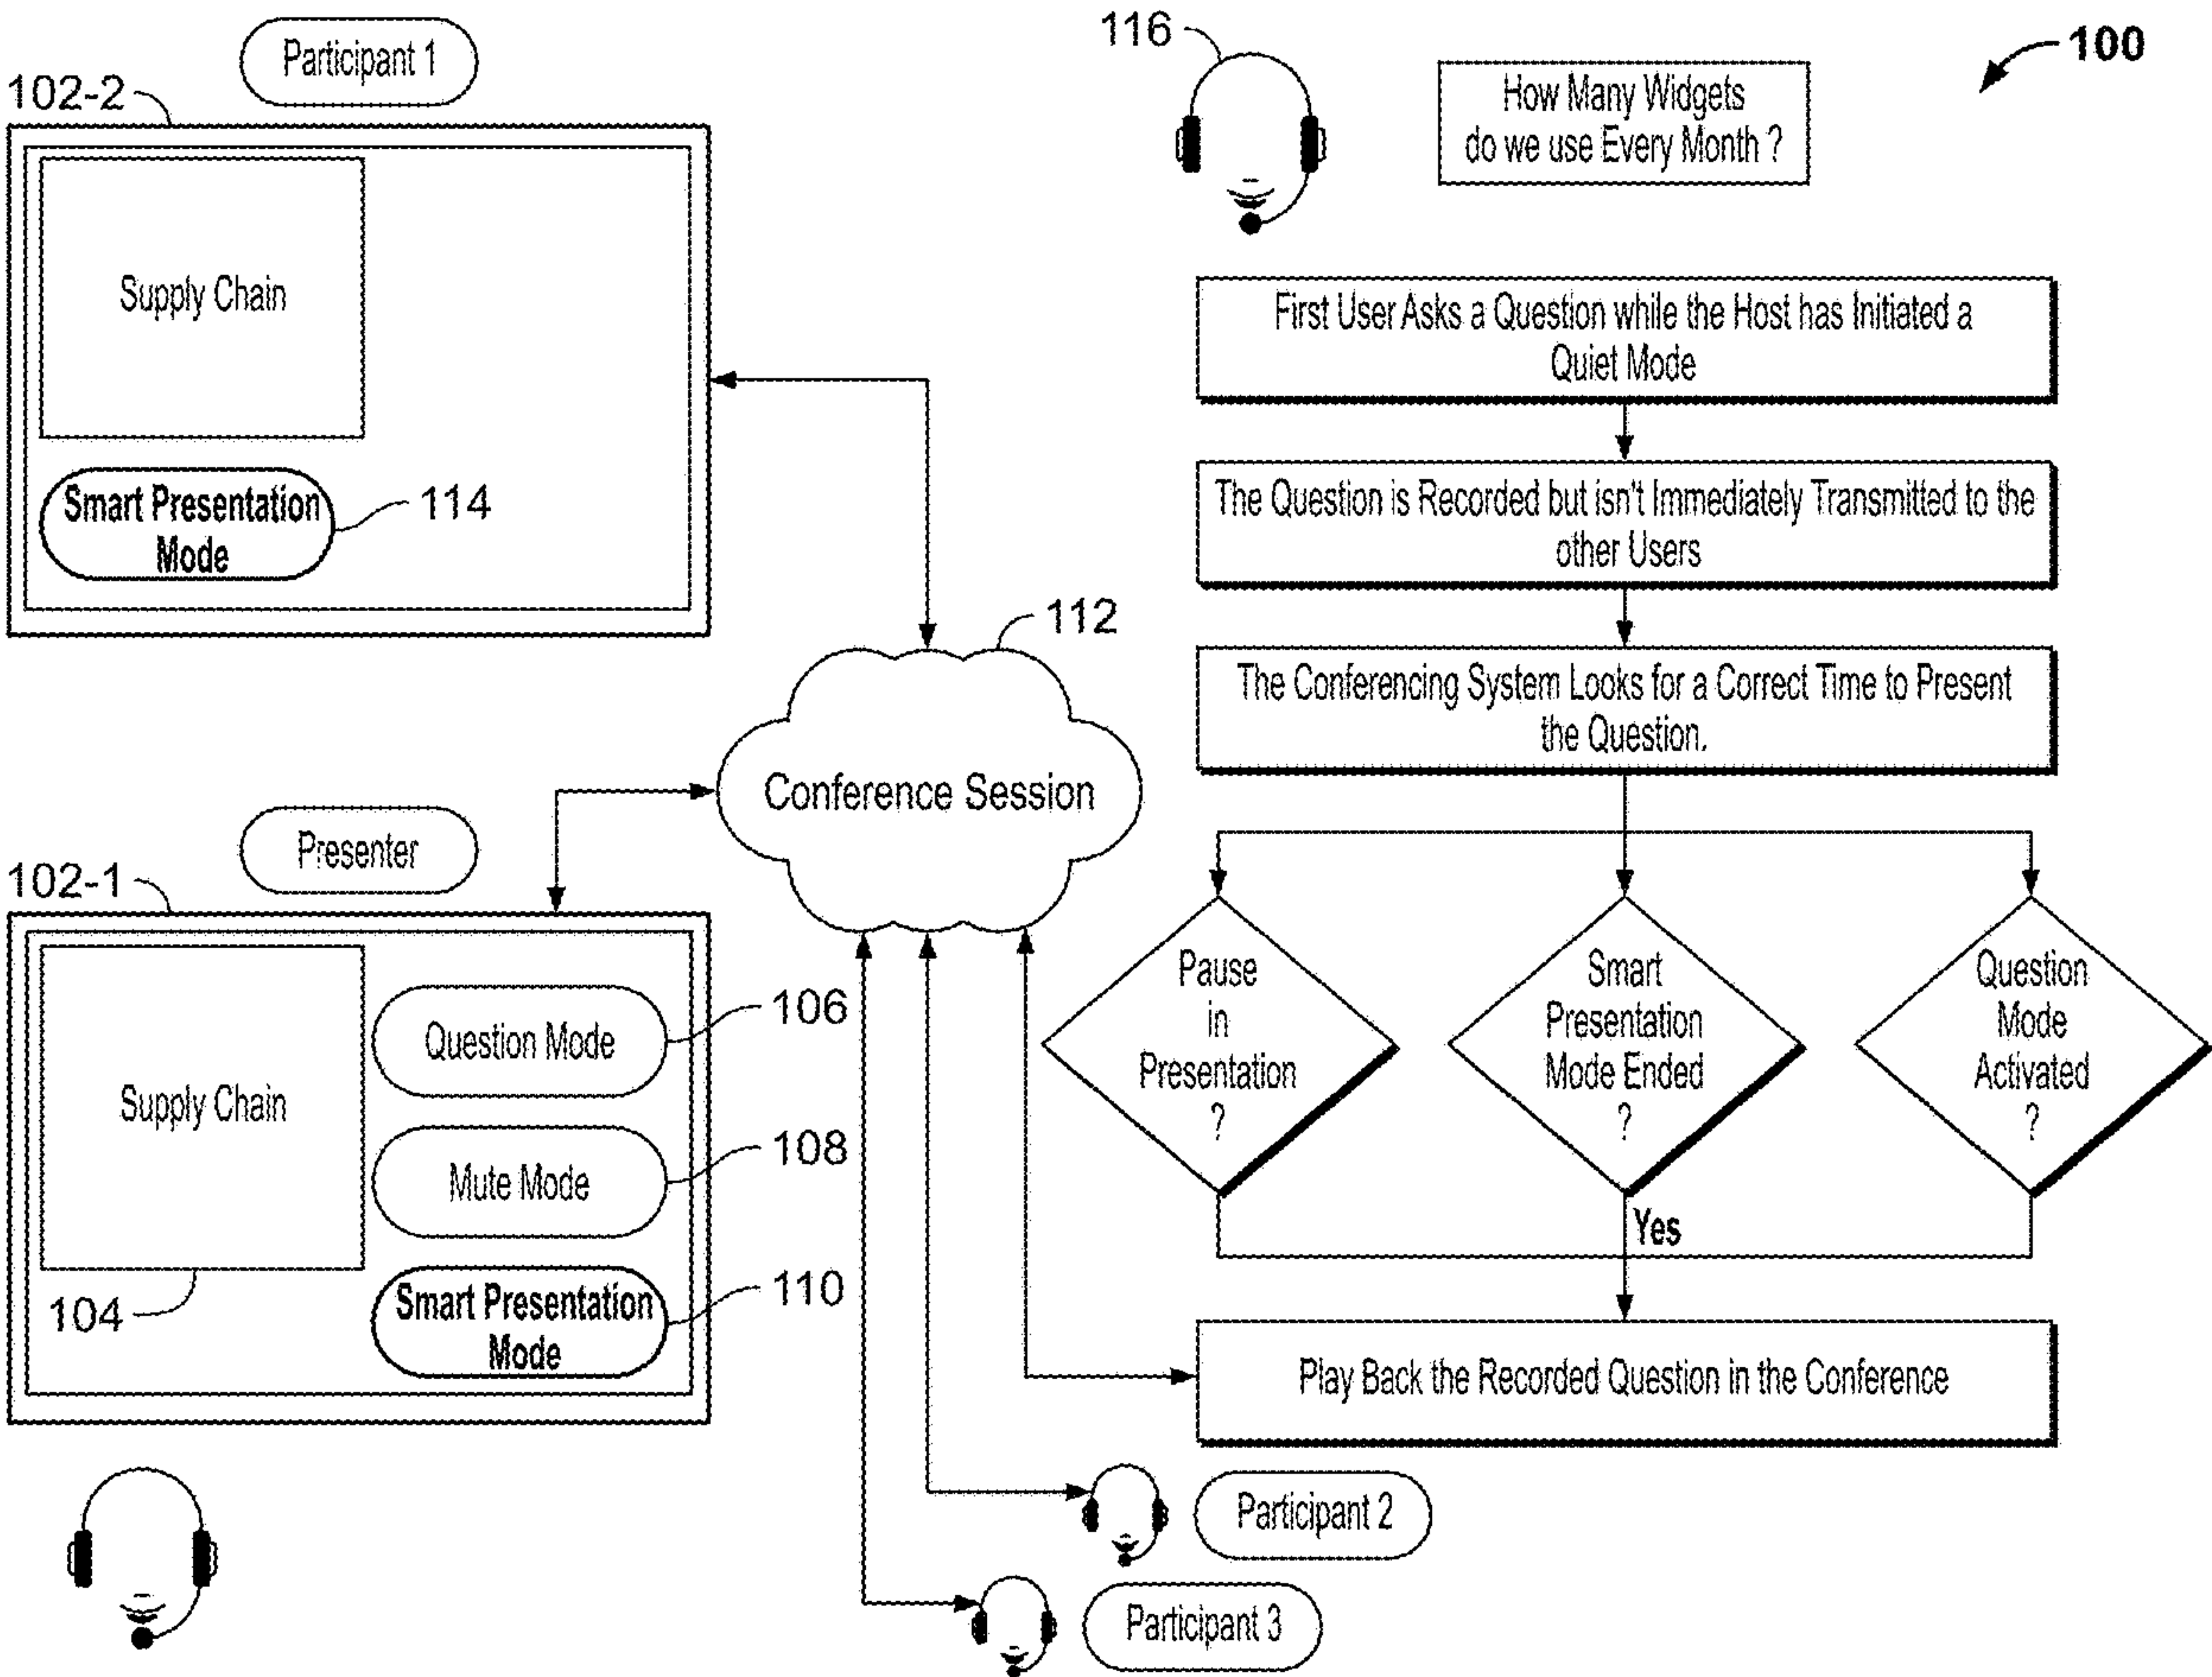 Participant 1
102-2
Supply Chain
Smart Presentation
Mode
114
116
How Many Widgets
do we use Every Month ?
100
First User Asks a Question while the Host has Initiated a
Quiet Mode
The Question is Recorded but isn't Immediately Transmitted to the
other Users
The Conferencing System Looks for a Correct Time to Present
the Question.
112
Conference Session
Presenter
102-1
Supply Chain
104
Question Mode
106
Mute Mode
108
Smart Presentation
Mode
110
Pause
in
Presentation
?
Smart
Presentation
Mode Ended
?
Question
Mode
Activated
?
Yes
Play Back the Recorded Question in the Conference
Participant 2
Participant 3